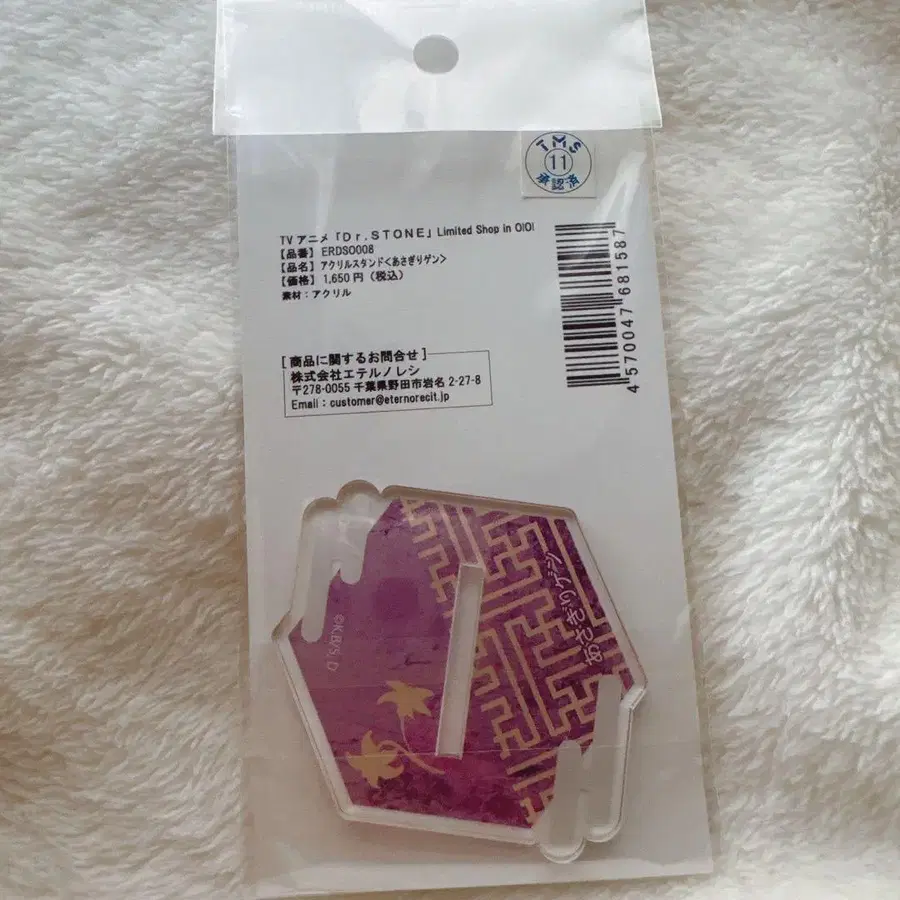 TMS
11
承認済
TVアニメ「Dr.STONE」Limited Shop in OIOI
【品番】ERDS0008
【品名】アクリルスタンド<あさぎりゲン>
【価格】1,650円(税込)
素材:アクリル
4 570047 681587
[商品に関するお問合せ]
株式会社エテルノレシ
〒278-0055 千葉県野田市岩名 2-27-8
Email:customer@eternorecit.jp
あさぎりゲン
©K,B/S,D